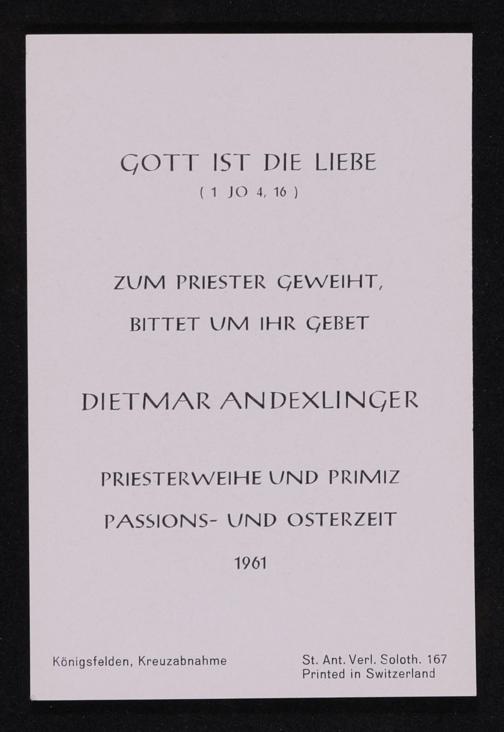 GOTT IST DIE LIEBE
( 1 JO 4, 16 )
ZUM PRIESTER GEWEIHT,
BITTET UM IHR GEBET
DIETMAR ANDEXLINGER
PRIESTERWEIHE UND PRIMIZ
PASSIONS- UND OSTERZEIT
1961
Königsfelden, Kreuzabnahme
St. Ant. Verl. Soloth. 167
Printed in Switzerland